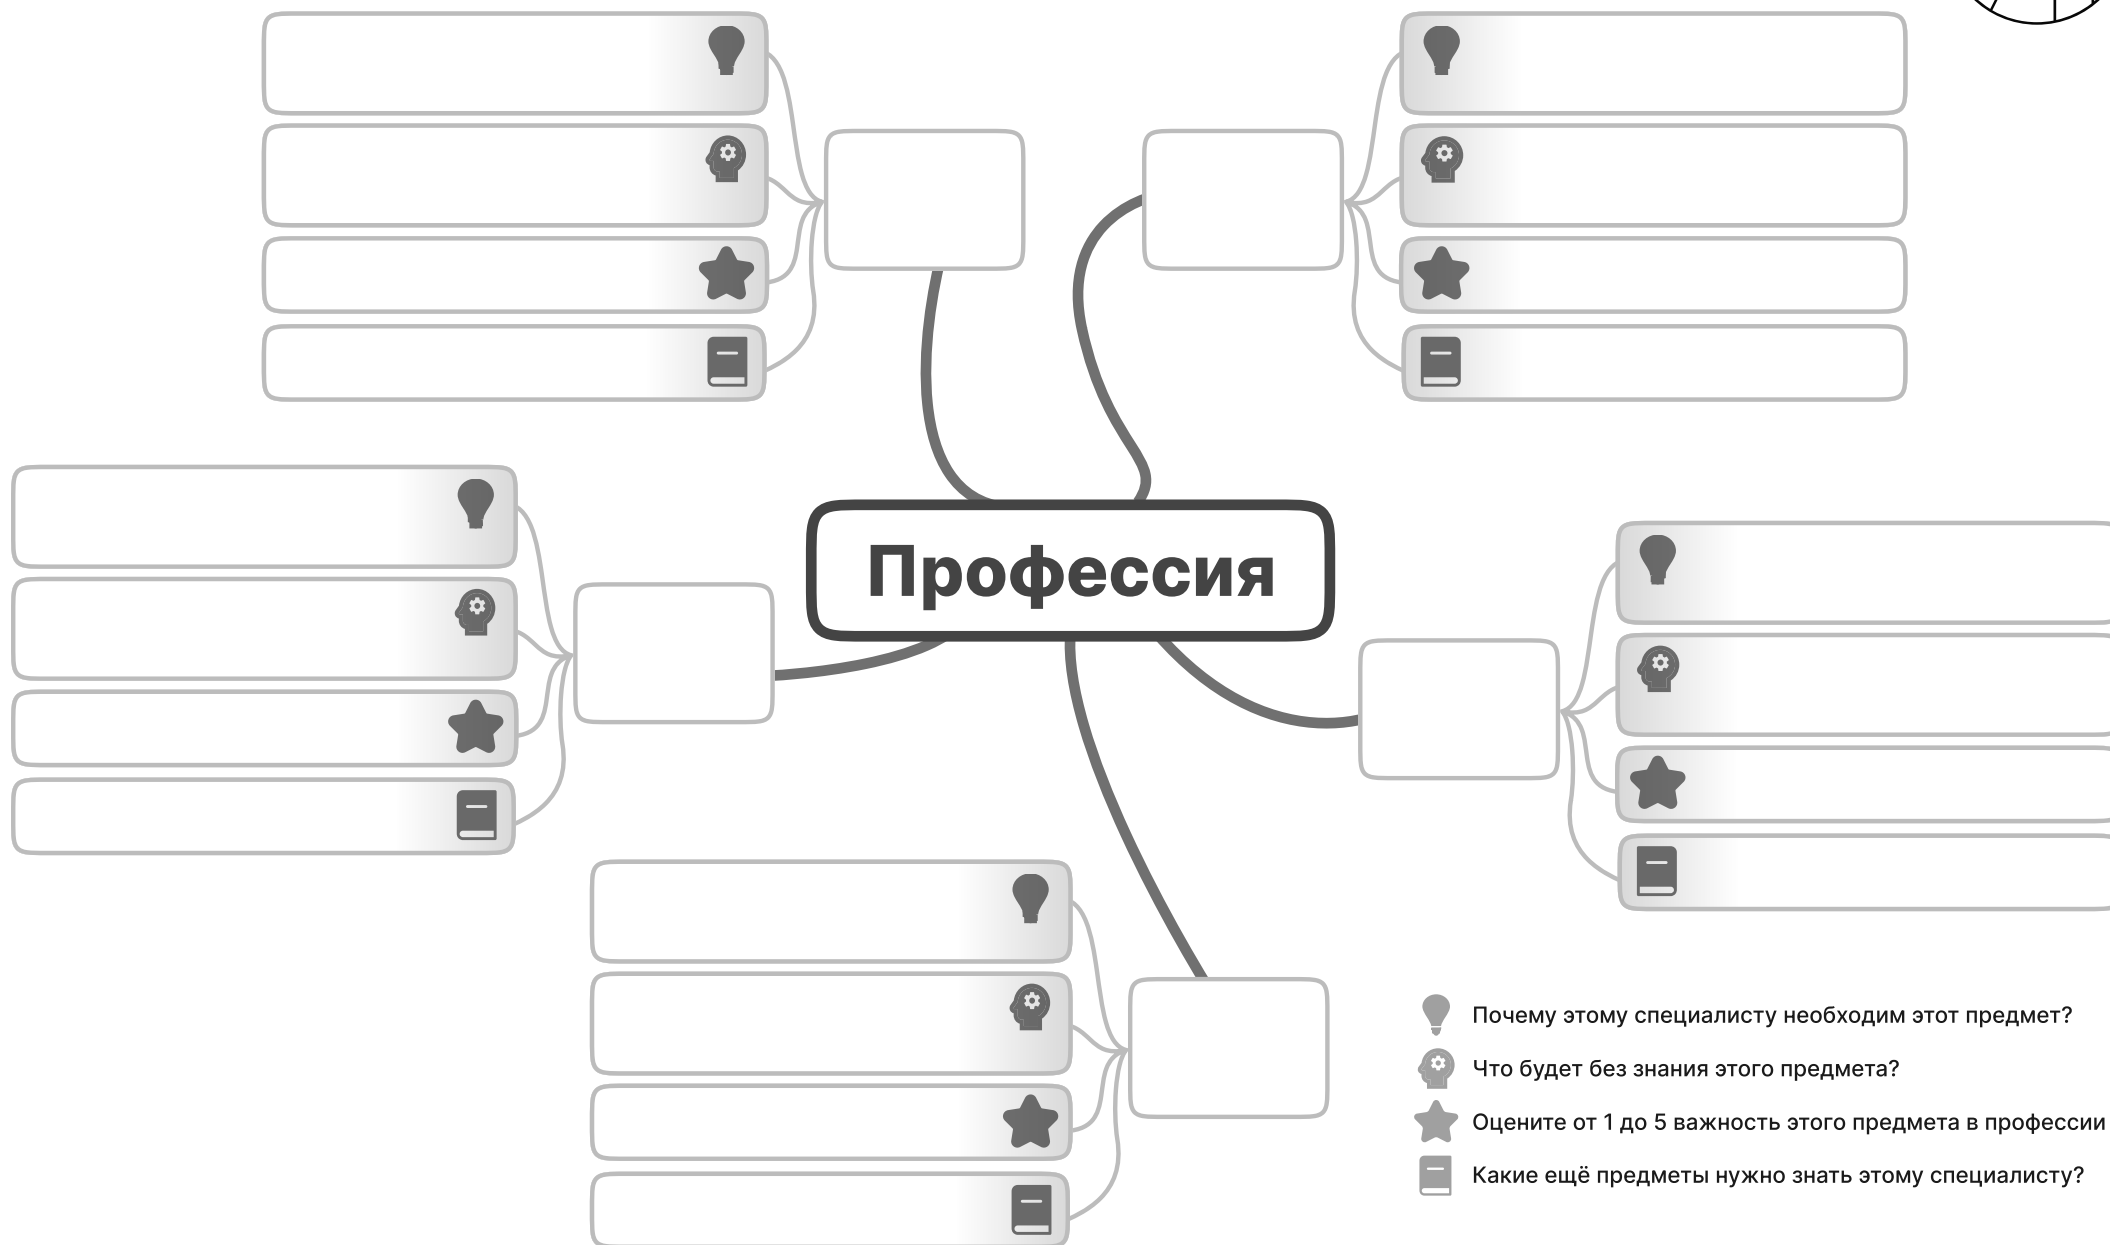 Профессия
Почему этому специалисту необходим этот предмет?
Что будет без знания этого предмета?
Оцените от 1 до 5 важность этого предмета в профессии
Какие ещё предметы нужно знать этому специалисту?